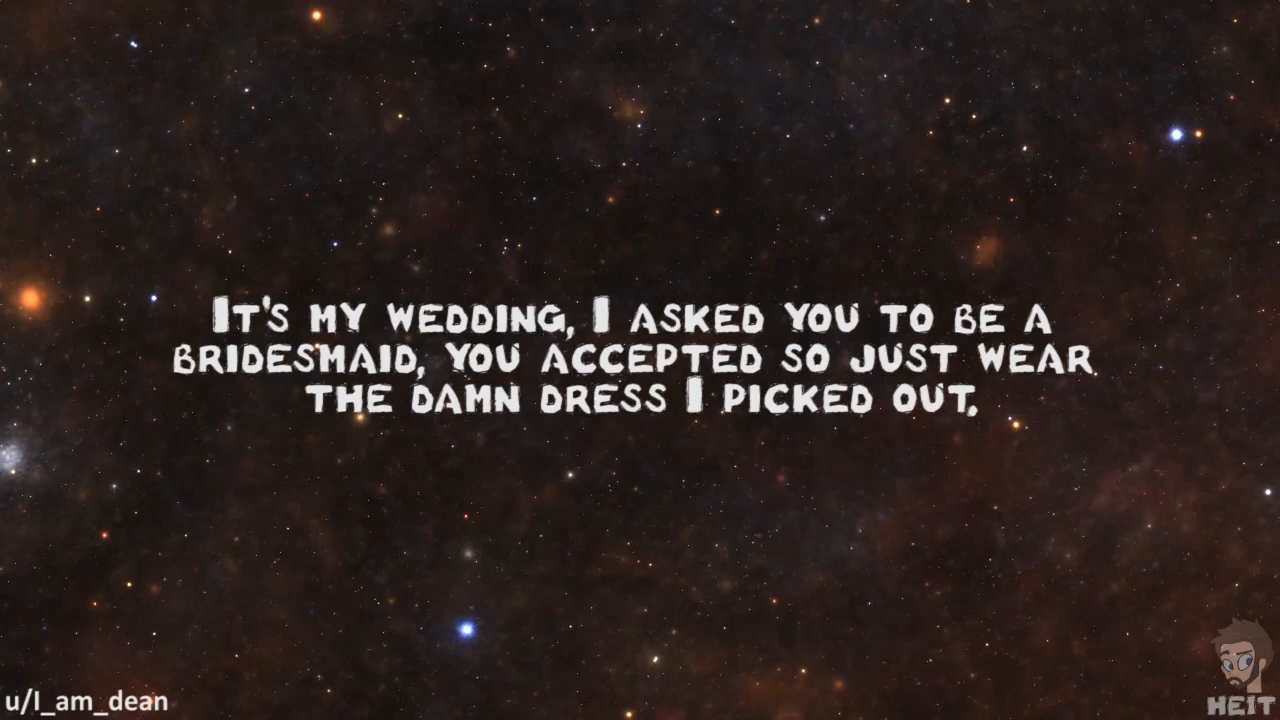 It's my wedding, I asked you to be a
bridesmaid, you accepted so just wear
the damn dress I picked out.
u/I_am_dean
HEIT